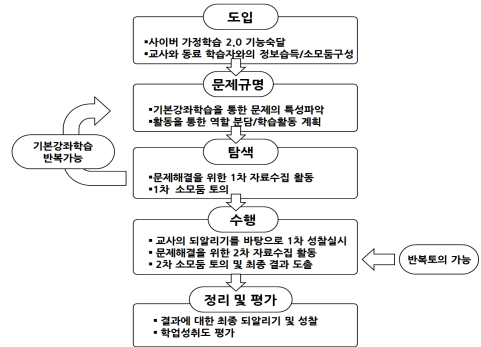 도입
▪사이버 가정학습 2.0 기능숙달
▪교사와 동료 학습자와의 정보습득/소모둠구성
문제규명
▪기본강좌학습을 통한 문제의 특성파악
▪활동을 통한 역할 분담/학습활동 계획
기본강좌학습
반복가능
탐색
▪문제해결을 위한 1차 자료수집 활동
▪1차 소모둠 토의
수행
▪ 교사의 되알리기를 바탕으로 1차 성찰실시
▪ 문제해결을 위한 2차 자료수집 활동
▪ 2차 소모둠 토의 및 최종 결과 도출
반복토의 가능
정리 및 평가
▪ 결과에 대한 최종 되알리기 및 성찰
▪ 학업성취도 평가